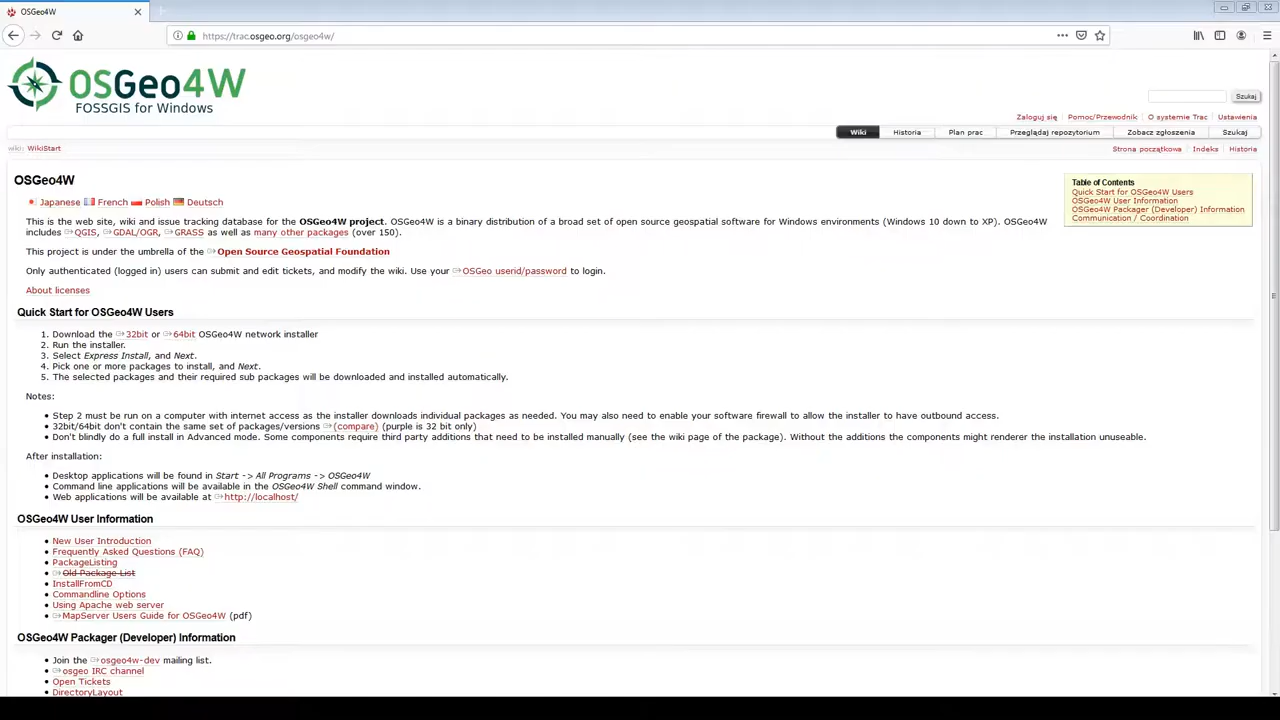 OSGeo4W
https://trac.osgeo.org/osgeo4w/
OSGeo4W
FOSSGIS for Windows
Szukaj
Zaloguj się
Pomoc/Przewodnik
O systemie Trac
Ustawienia
Wiki
Historia
Plan prac
Przeglądaj repozytorium
Zobacz zgłoszenia
Szukaj
wiki: WikiStart
Strona początkowa
Indeks
Historia
OSGeo4W
Table of Contents
Quick Start for OSGeo4W Users
OSGeo4W User Information
OSGeo4W Packager (Developer) Information
Communication / Coordination
Japanese French Polish Deutsch
This is the web site, wiki and issue tracking database for the OSGeo4W project. OSGeo4W is a binary distribution of a broad set of open source geospatial software for Windows environments (Windows 10 down to XP). OSGeo4W
includes QGIS, GDAL/OGR, GRASS as well as many other packages (over 150).
This project is under the umbrella of the Open Source Geospatial Foundation
Only authenticated (logged in) users can submit and edit tickets, and modify the wiki. Use your OSGeo userid/password to login.
About licenses
Quick Start for OSGeo4W Users
1. Download the 32bit or 64bit OSGeo4W network installer
2. Run the installer.
3. Select Express Install, and Next.
4. Pick one or more packages to install, and Next.
5. The selected packages and their required sub packages will be downloaded and installed automatically.
Notes:
• Step 2 must be run on a computer with internet access as the installer downloads individual packages as needed. You may also need to enable your software firewall to allow the installer to have outbound access.
• 32bit/64bit don't contain the same set of packages/versions (compare) (purple is 32 bit only)
• Don't blindly do a full install in Advanced mode. Some components require third party additions that need to be installed manually (see the wiki page of the package). Without the additions the components might renderer the installation unuseable.
After installation:
• Desktop applications will be found in Start -> All Programs -> OSGeo4W
• Command line applications will be available in the OSGeo4W Shell command window.
• Web applications will be available at http://localhost/
OSGeo4W User Information
• New User Introduction
• Frequently Asked Questions (FAQ)
• PackageListing
• Old Package List
• InstallFromCD
• Commandline Options
• Using Apache web server
• MapServer Users Guide for OSGeo4W (pdf)
OSGeo4W Packager (Developer) Information
• Join the osgeo4w-dev mailing list.
• osgeo IRC channel
• Open Tickets
• DirectoryLayout